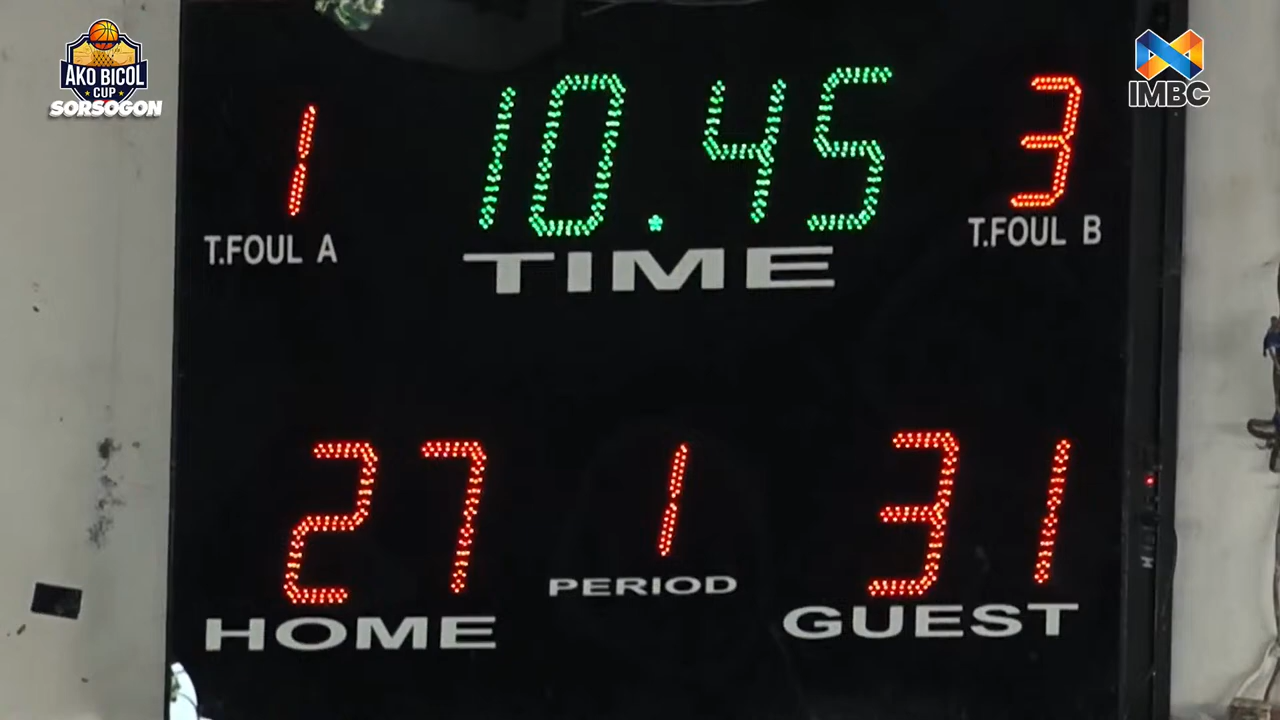 AKO BICOL
CUP
SORSOGON
IMBC
1 10.45 3
T.FOUL A TIME T.FOUL B
27 1 31
HOME PERIOD GUEST